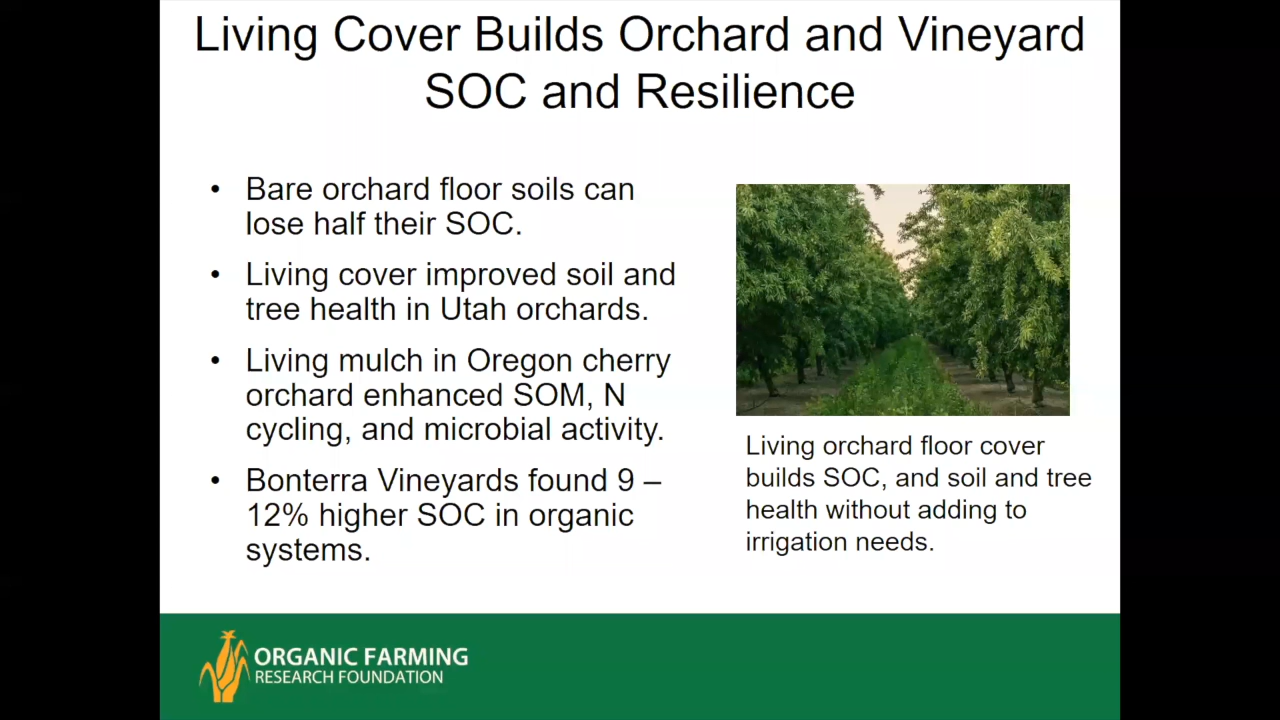 Living Cover Builds Orchard and Vineyard
SOC and Resilience
• Bare orchard floor soils can
lose half their SOC.
• Living cover improved soil and
tree health in Utah orchards.
• Living mulch in Oregon cherry
orchard enhanced SOM, N
cycling, and microbial activity.
• Bonterra Vineyards found 9 –
12% higher SOC in organic
systems.
Living orchard floor cover
builds SOC, and soil and tree
health without adding to
irrigation needs.
ORGANIC FARMING
RESEARCH FOUNDATION